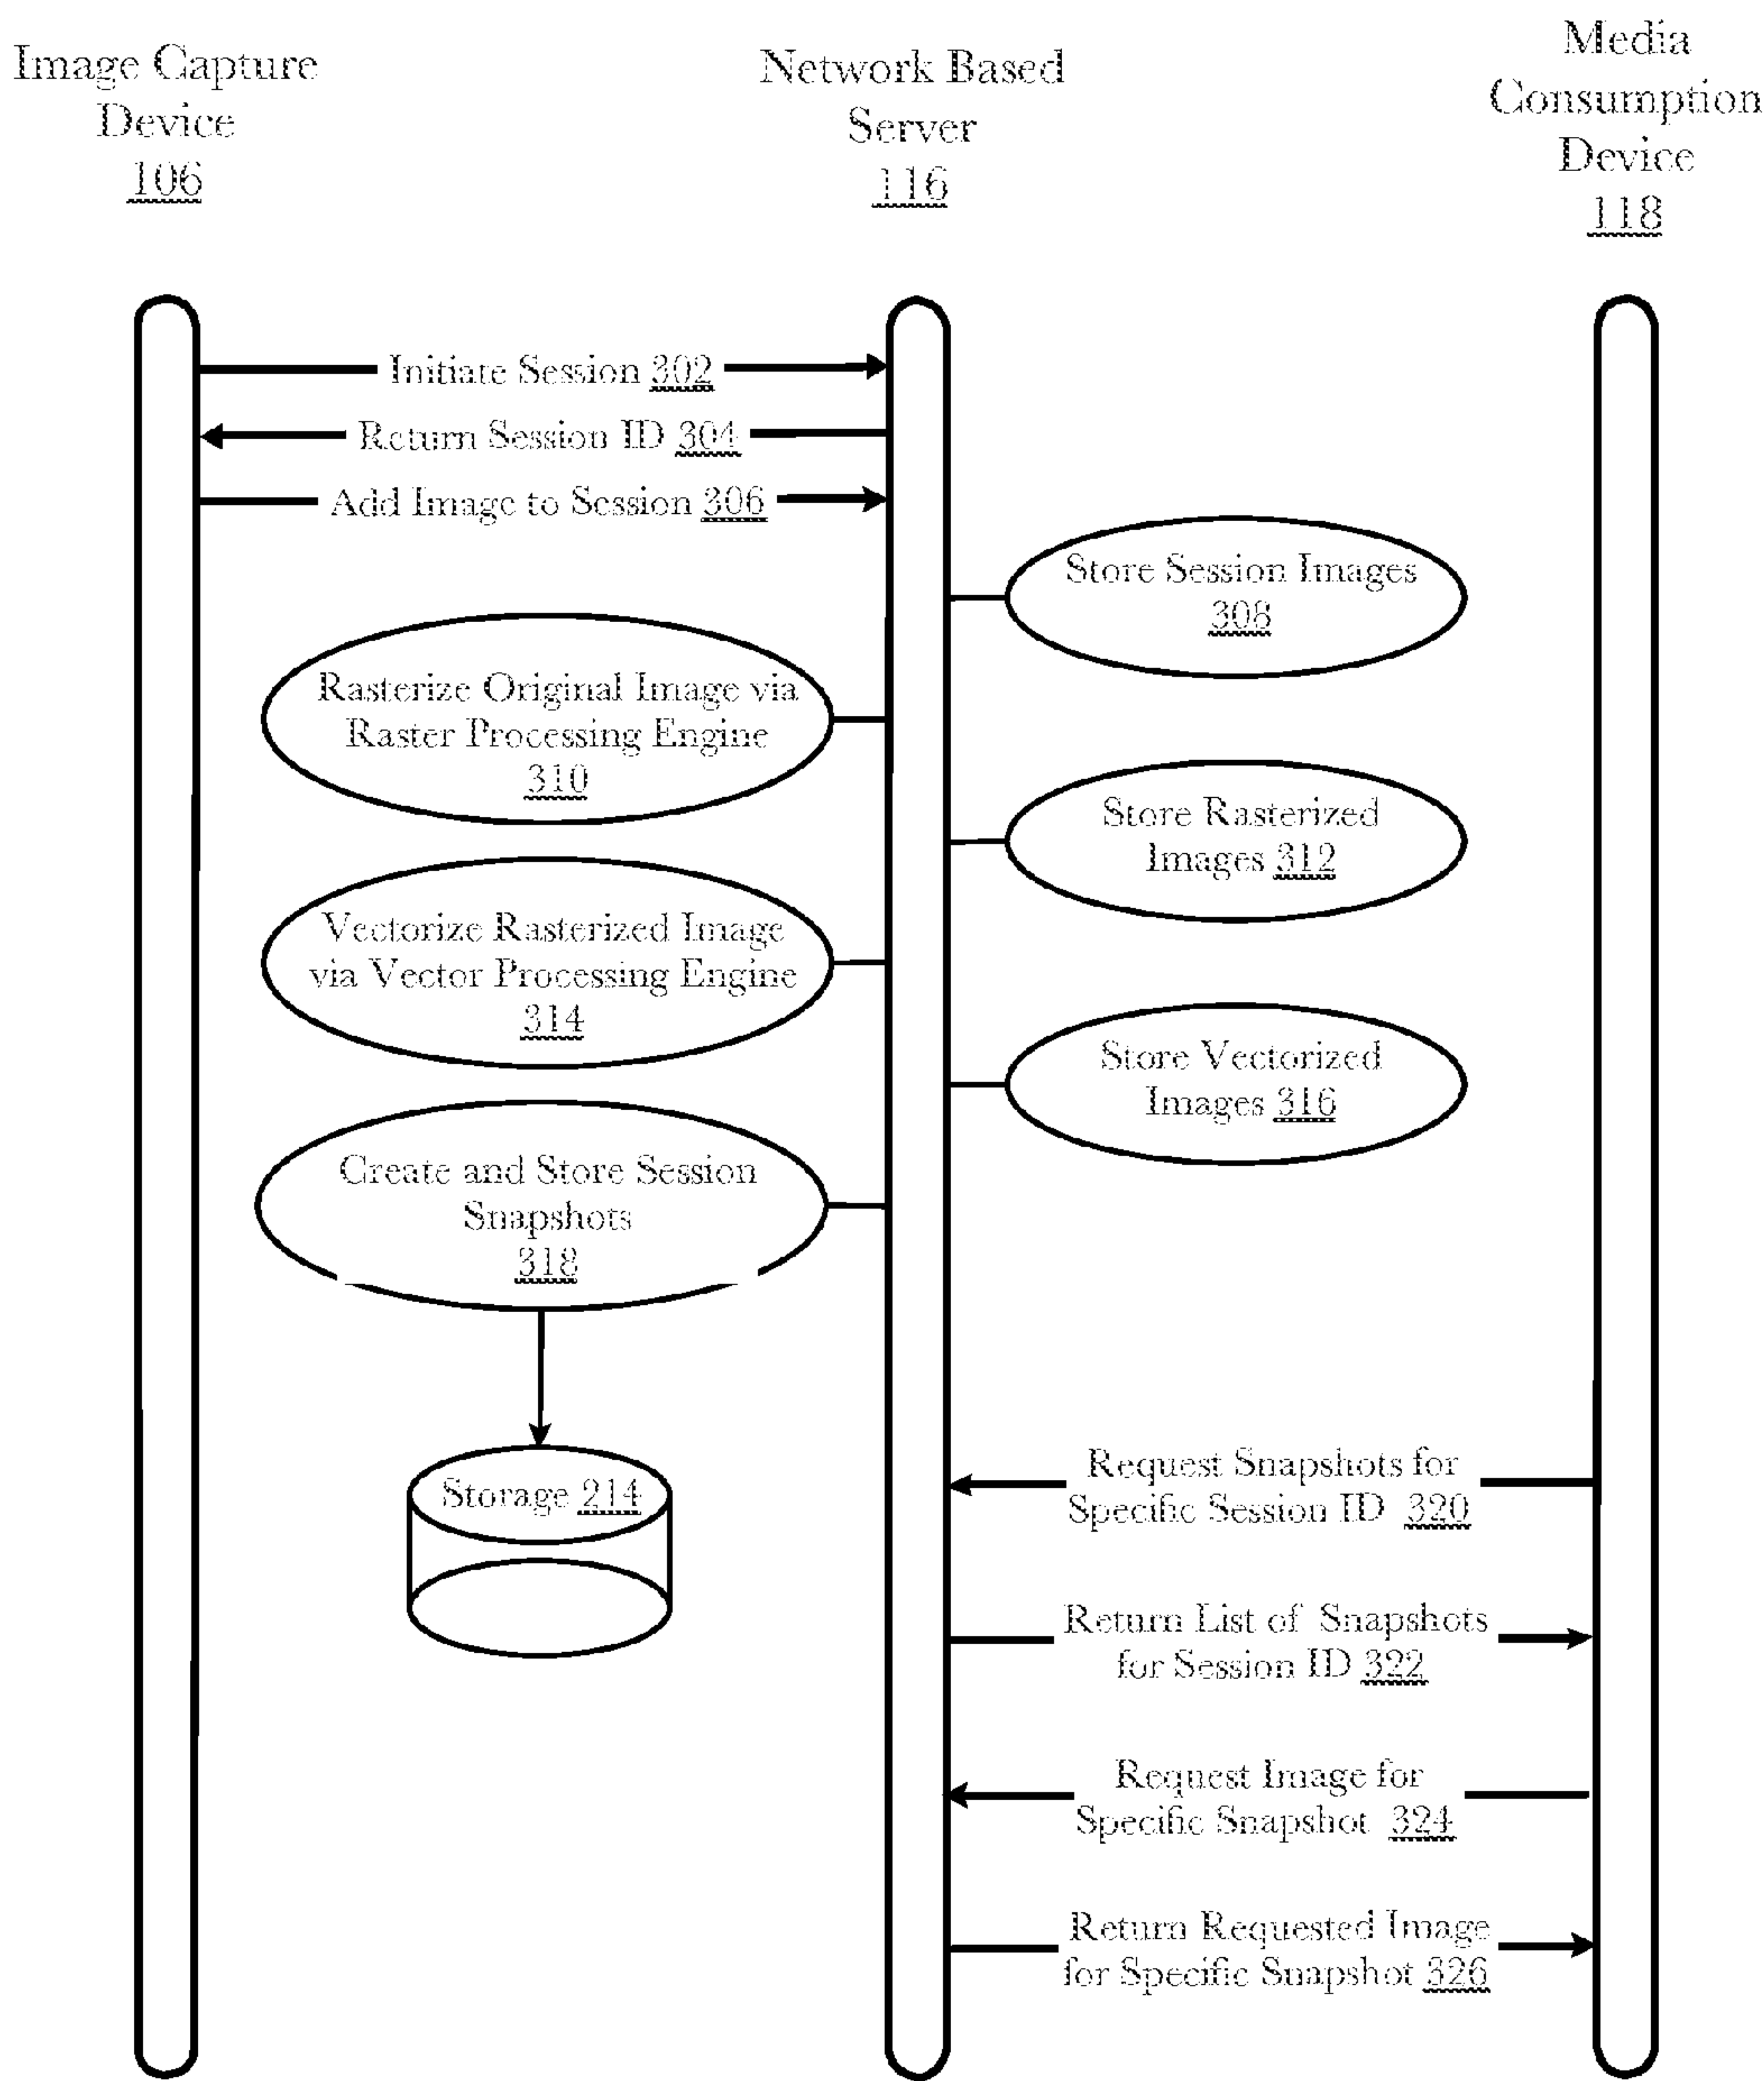 Image Capture
Device
106
Network Based
Server
116
Media
Consumption
Device
118
Initiate Session 302
Return Session ID 304
Add Image to Session 306
Store Session Images
308
Rasterize Original Image via
Raster Processing Engine
310
Store Rasterized
Images 312
Vectorize Rasterized Image
via Vector Processing Engine
314
Store Vectorized
Images 316
Create and Store Session
Snapshots
318
Storage 214
Request Snapshots for
Specific Session ID 320
Return List of Snapshots
for Session ID 322
Request Image for
Specific Snapshot 324
Return Requested Image
for Specific Snapshot 326